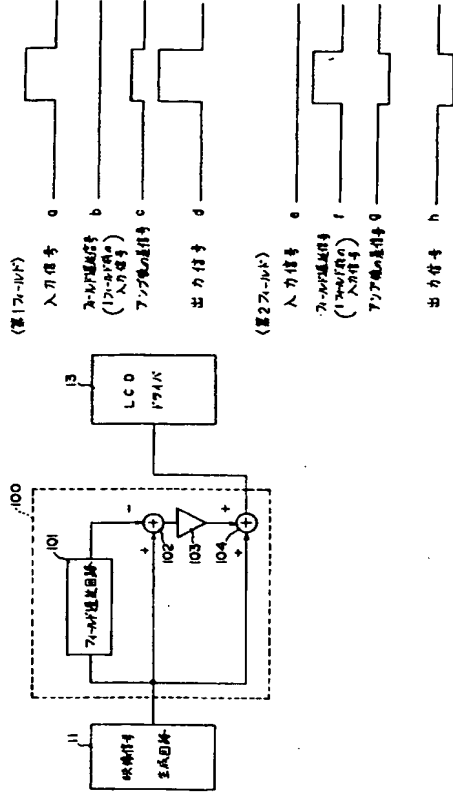 11
映像信号
生成回路
100
101
フィールド遅延回路
102
103
104
+
-
+
+
+
+
+
13
LCD
ドライバ
(第1フィールド)
入力信号 a
フィールド遅延信号 b
(1フィールド前の
入力信号)
アンプ後の差信号 c
出力信号 d
(第2フィールド)
入力信号 e
フィールド遅延信号 f
(1フィールド前の
入力信号)
アンプ後の差信号 g
出力信号 h